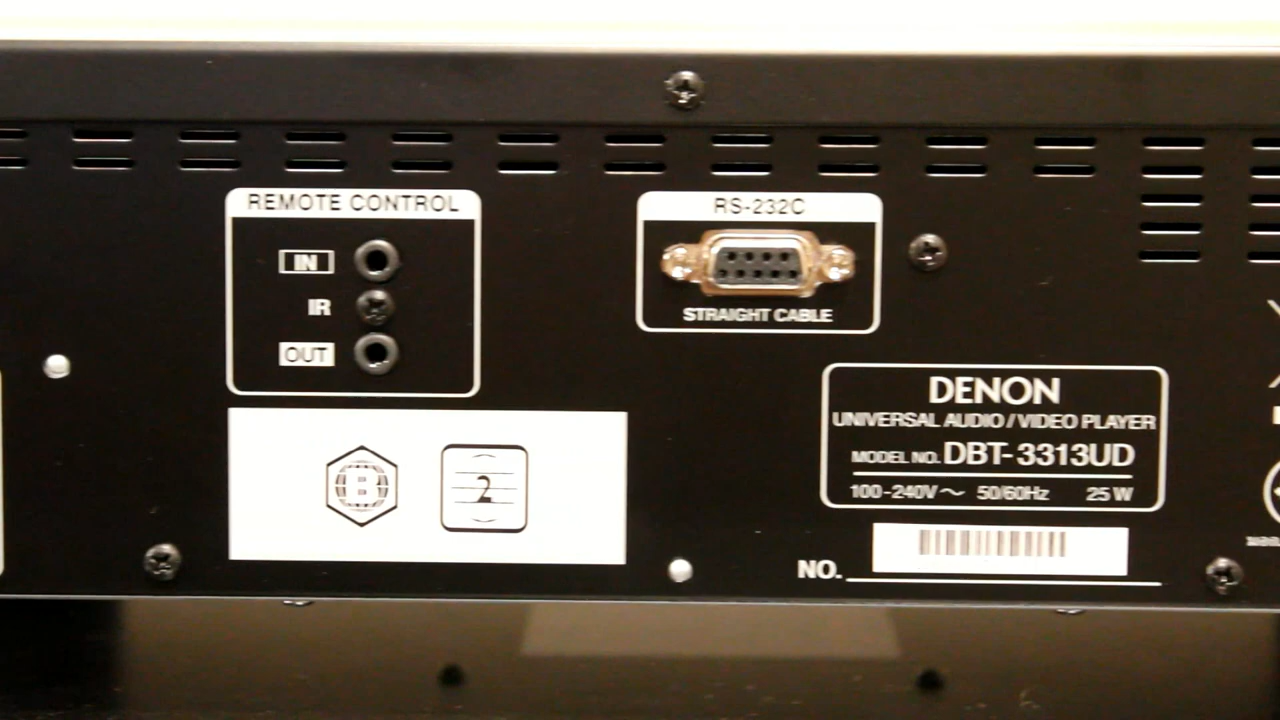 REMOTE CONTROL
IN
IR
OUT
RS-232C
STRAIGHT CABLE
B
2
DENON
UNIVERSAL AUDIO/VIDEO PLAYER
MODEL NO. DBT-3313UD
100-240V～ 50/60Hz 25W
NO.